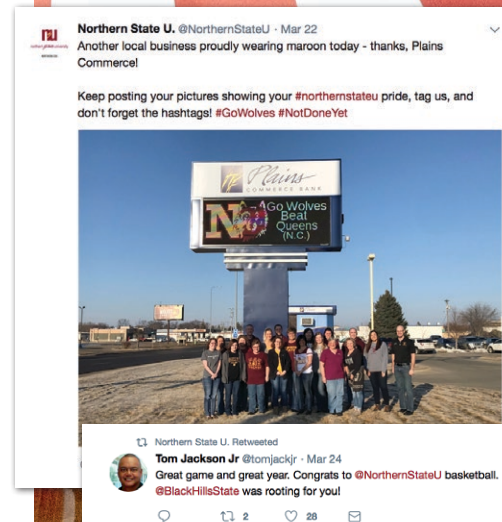 Northern State U. @NorthernStateU · Mar 22
Another local business proudly wearing maroon today - thanks, Plains
Commerce!
Keep posting your pictures showing your #northernstateu pride, tag us, and
don't forget the hashtags! #GoWolves #NotDoneYet
Plains
COMMERCE BANK
N Go Wolves
Beat
Queens
(N.C.)
Northern State U. Retweeted
Tom Jackson Jr @tomjackjr · Mar 24
Great game and great year. Congrats to @NorthernStateU basketball.
@BlackHillsState was rooting for you!
2 28